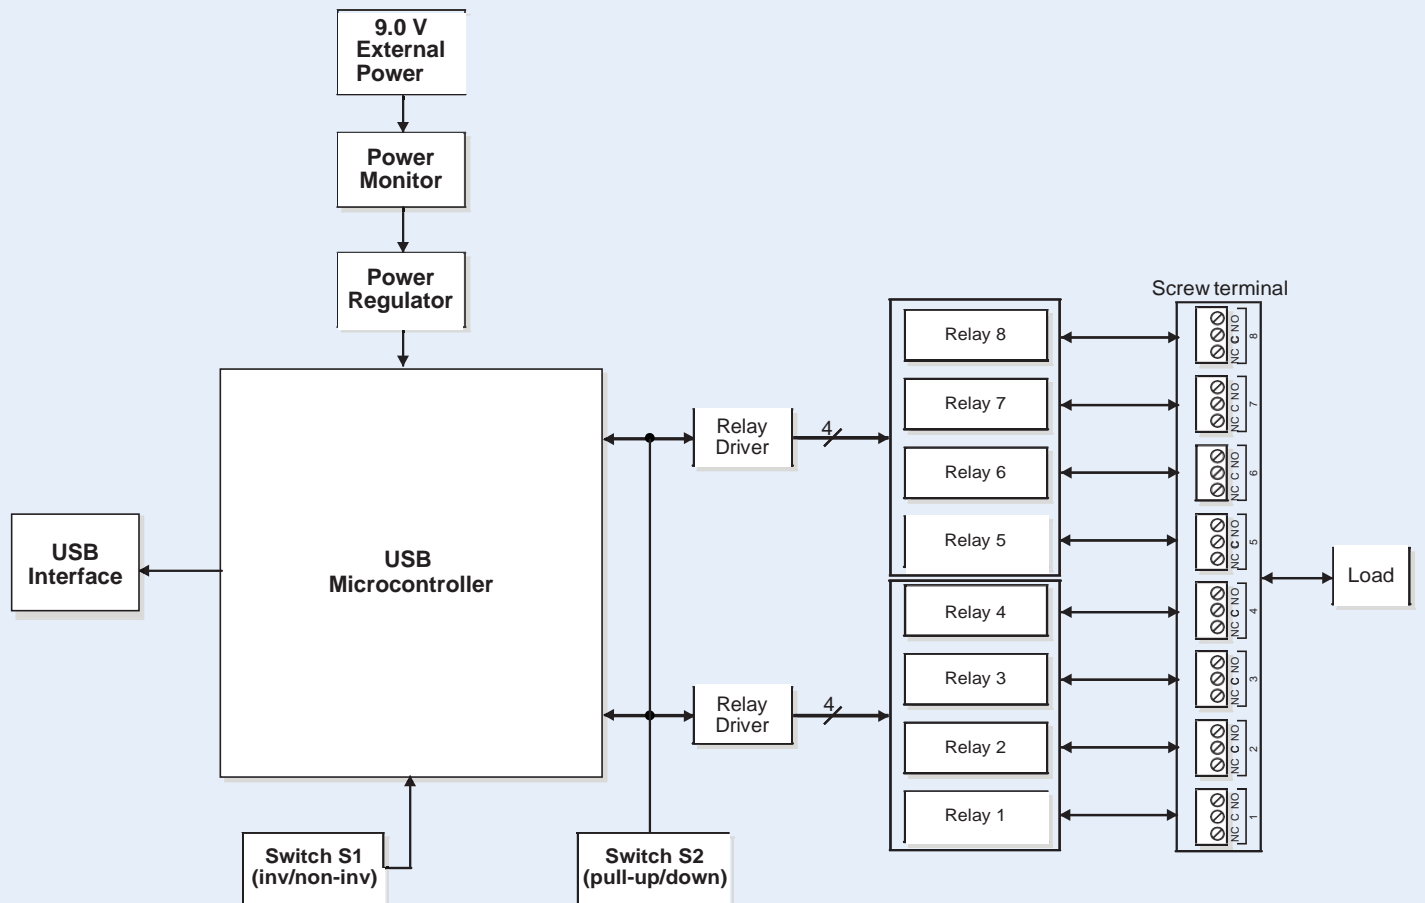 9.0 V
External
Power
Power
Monitor
Power
Regulator
Screw terminal
USB
Interface
USB
Microcontroller
Relay
Driver
4
Relay
Driver
4
Relay 8
Relay 7
Relay 6
Relay 5
Relay 4
Relay 3
Relay 2
Relay 1
NC C NO
8
NC C NO
7
NC C NO
6
NC C NO
5
NC C NO
4
NC C NO
3
NC C NO
2
NC C NO
1
Load
Switch S1
(inv/non-inv)
Switch S2
(pull-up/down)